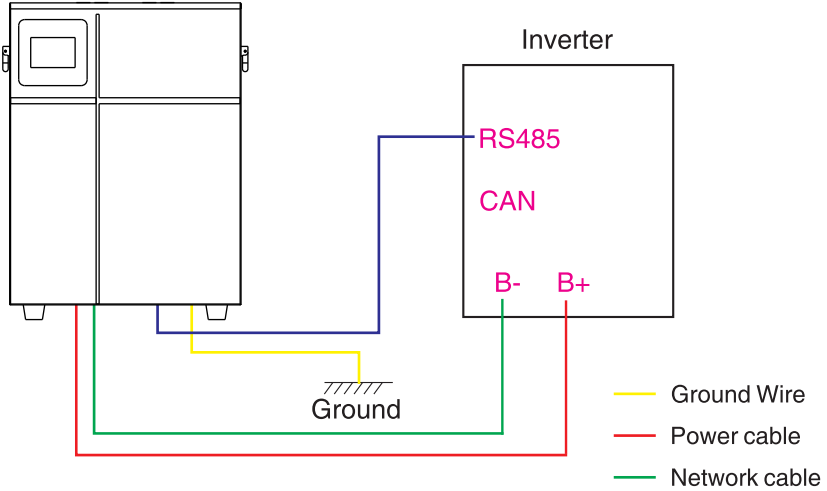 Inverter
RS485
CAN
B- B+
Ground
Ground Wire
Power cable
Network cable